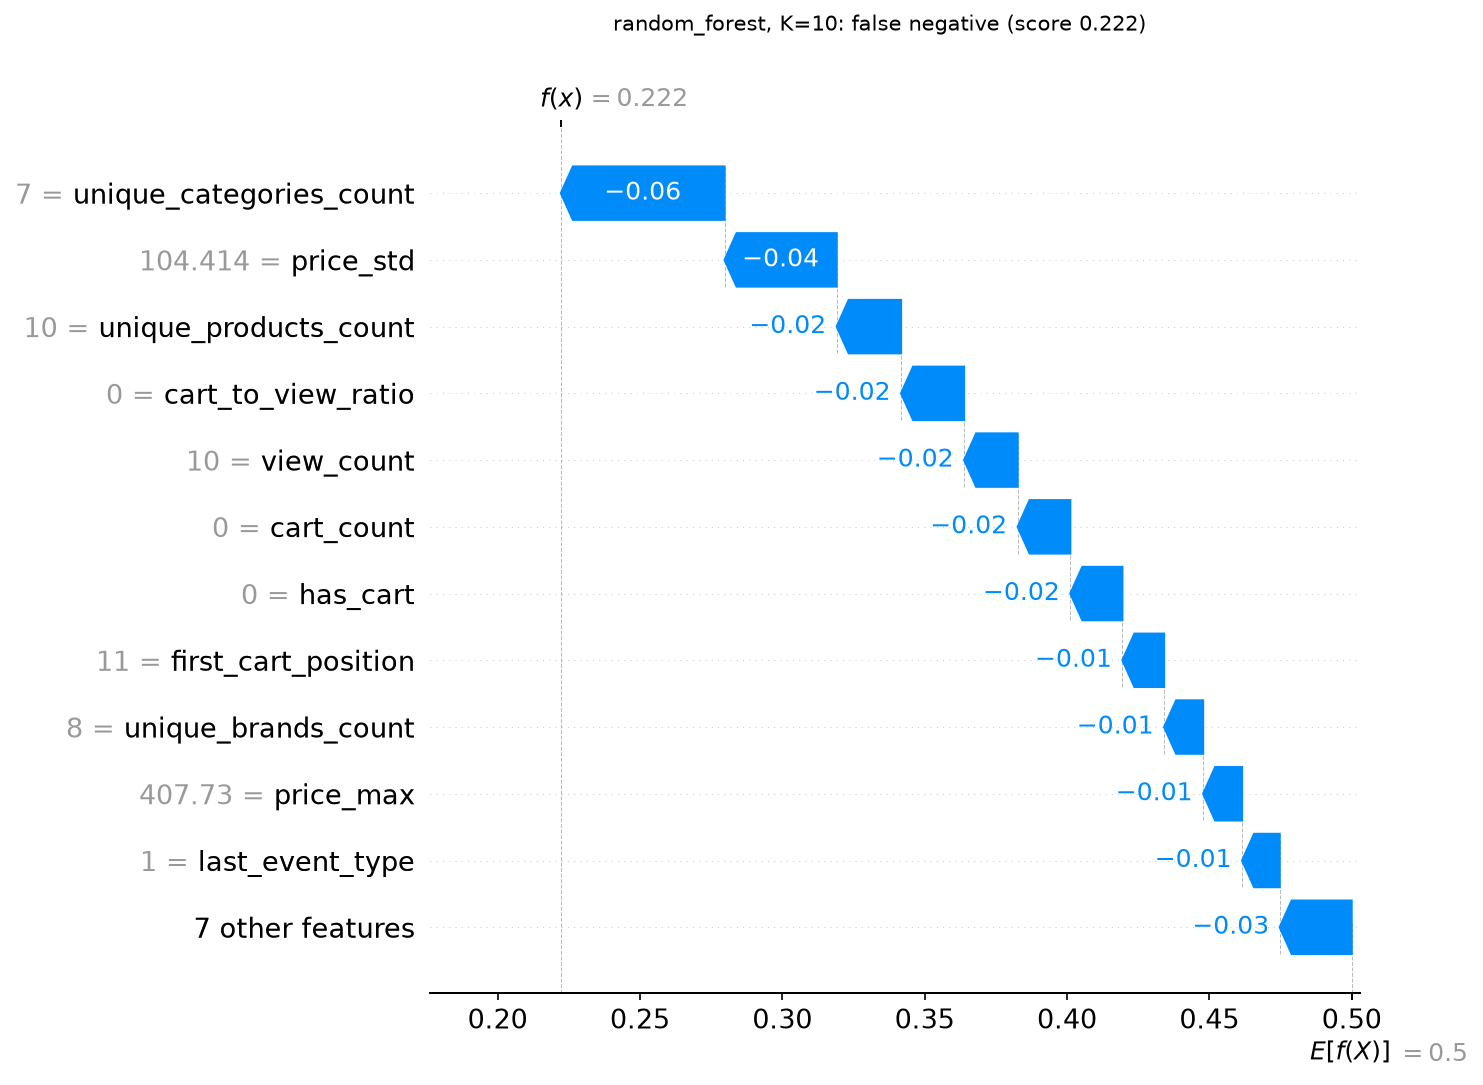 random_forest, K=10: false negative (score 0.222)
f(x) = 0.222
7 = unique_categories_count
−0.06
104.414 = price_std
−0.04
10 = unique_products_count
−0.02
0 = cart_to_view_ratio
−0.02
10 = view_count
−0.02
0 = cart_count
−0.02
0 = has_cart
−0.02
11 = first_cart_position
−0.01
8 = unique_brands_count
−0.01
407.73 = price_max
−0.01
1 = last_event_type
−0.01
7 other features
−0.03
0.20 0.25 0.30 0.35 0.40 0.45 0.50
E[f(X)] = 0.5